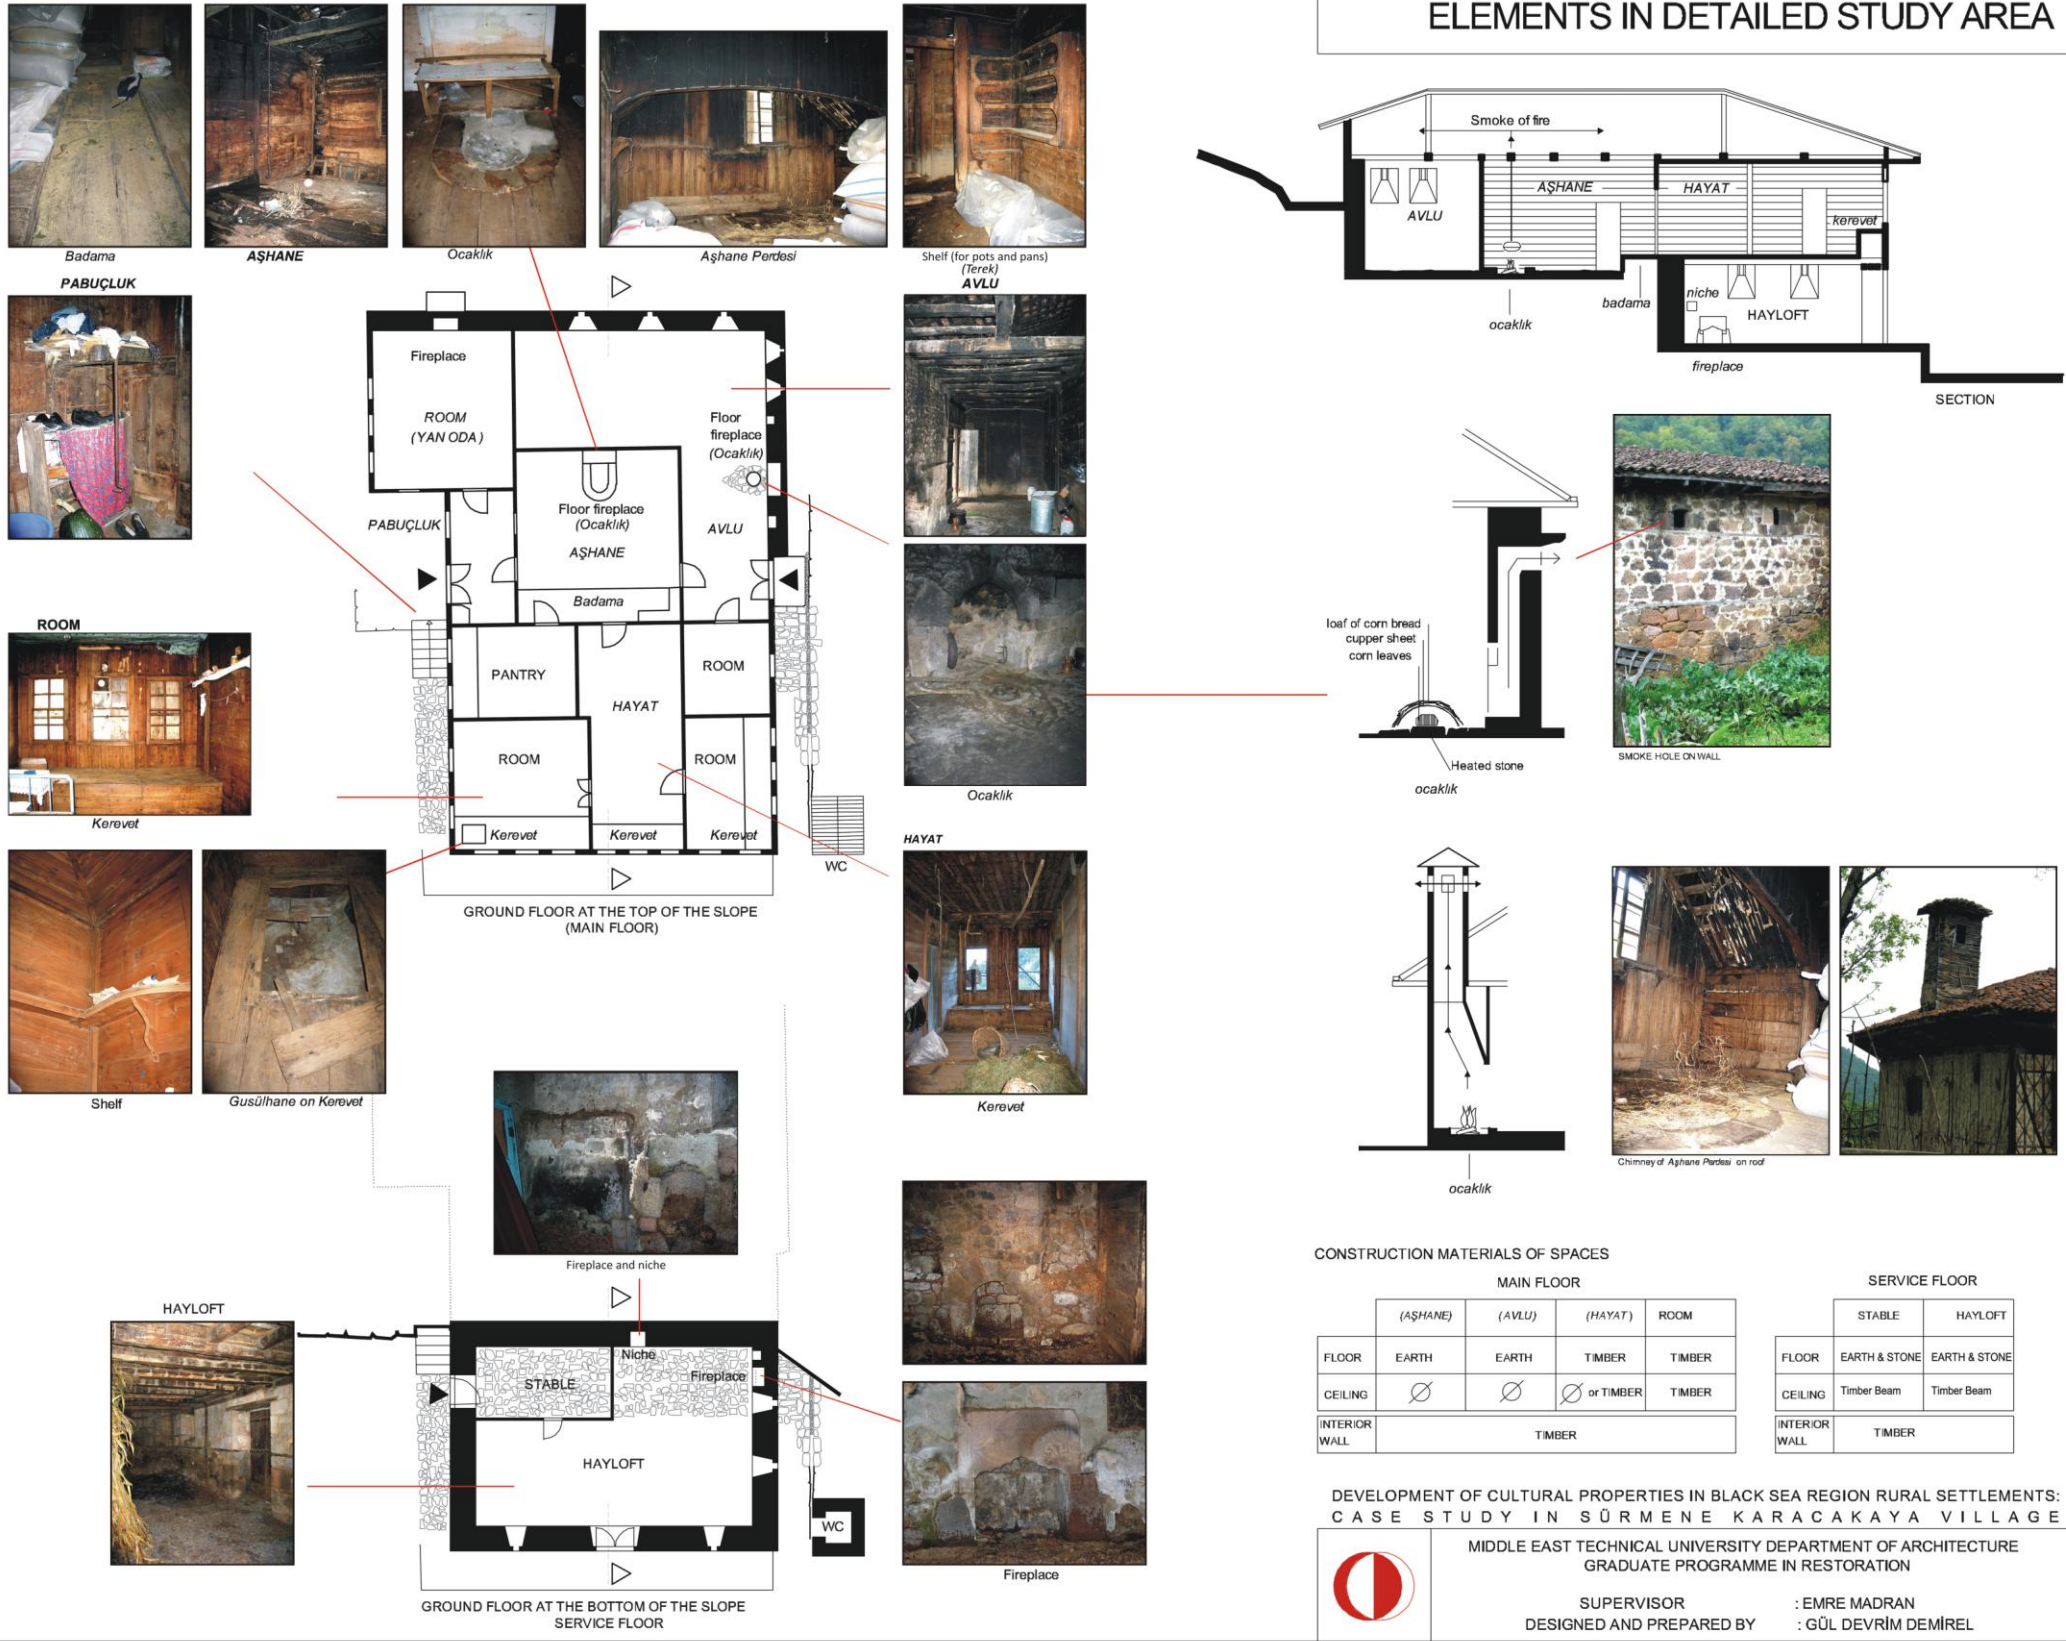 ELEMENTS IN DETAILED STUDY AREA
Badama
AŞHANE
Ocaklık
Aşhane Perdesi
Shelf (for pots and pans)
(Terek)
PABUÇLUK
AVLU
Fireplace
ROOM
(YAN ODA)
Floor
fireplace
(Ocaklık)
Floor fireplace
(Ocaklık)
AŞHANE
PABUÇLUK
AVLU
Badama
PANTRY
ROOM
HAYAT
ROOM
ROOM
Kerevet
Kerevet
Kerevet
WC
GROUND FLOOR AT THE TOP OF THE SLOPE
(MAIN FLOOR)
ROOM
Kerevet
Shelf
Gusülhane on Kerevet
Ocaklık
HAYAT
Kerevet
Fireplace and niche
HAYLOFT
Niche
STABLE
Fireplace
HAYLOFT
WC
Fireplace
GROUND FLOOR AT THE BOTTOM OF THE SLOPE
SERVICE FLOOR
Smoke of fire
AŞHANE
HAYAT
AVLU
kerevet
badama
niche
HAYLOFT
ocaklık
fireplace
SECTION
loaf of corn bread
cupper sheet
corn leaves
Heated stone
ocaklık
SMOKE HOLE ON WALL
ocaklık
Chimney of Aşhane Perdesi on roof
CONSTRUCTION MATERIALS OF SPACES
MAIN FLOOR
(AŞHANE) (AVLU) (HAYAT) ROOM
FLOOR EARTH EARTH TIMBER TIMBER
CEILING ∅ ∅ ∅ or TIMBER TIMBER
INTERIOR
WALL
TIMBER
SERVICE FLOOR
STABLE HAYLOFT
FLOOR EARTH & STONE EARTH & STONE
CEILING Timber Beam Timber Beam
INTERIOR
WALL
TIMBER
DEVELOPMENT OF CULTURAL PROPERTIES IN BLACK SEA REGION RURAL SETTLEMENTS:
CASE STUDY IN SÜRMENE KARACAKAYA VILLAGE
MIDDLE EAST TECHNICAL UNIVERSITY DEPARTMENT OF ARCHITECTURE
GRADUATE PROGRAMME IN RESTORATION
SUPERVISOR : EMRE MADRAN
DESIGNED AND PREPARED BY : GÜL DEVRİM DEMİREL